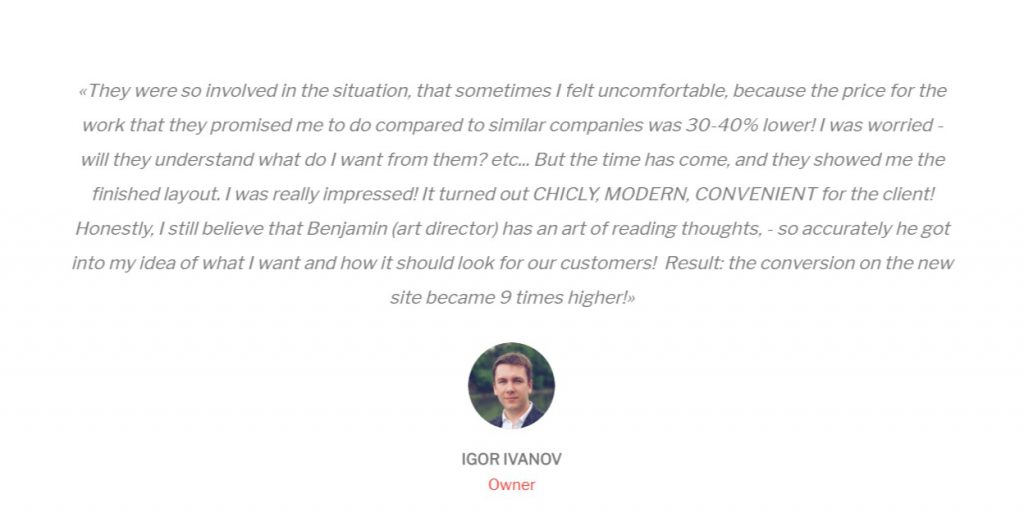 «They were so involved in the situation, that sometimes I felt uncomfortable, because the price for the
work that they promised me to do compared to similar companies was 30-40% lower! I was worried -
will they understand what do I want from them? etc... But the time has come, and they showed me the
finished layout. I was really impressed! It turned out CHICLY, MODERN, CONVENIENT for the client!
Honestly, I still believe that Benjamin (art director) has an art of reading thoughts, - so accurately he got
into my idea of what I want and how it should look for our customers!  Result: the conversion on the new
site became 9 times higher!»
IGOR IVANOV
Owner